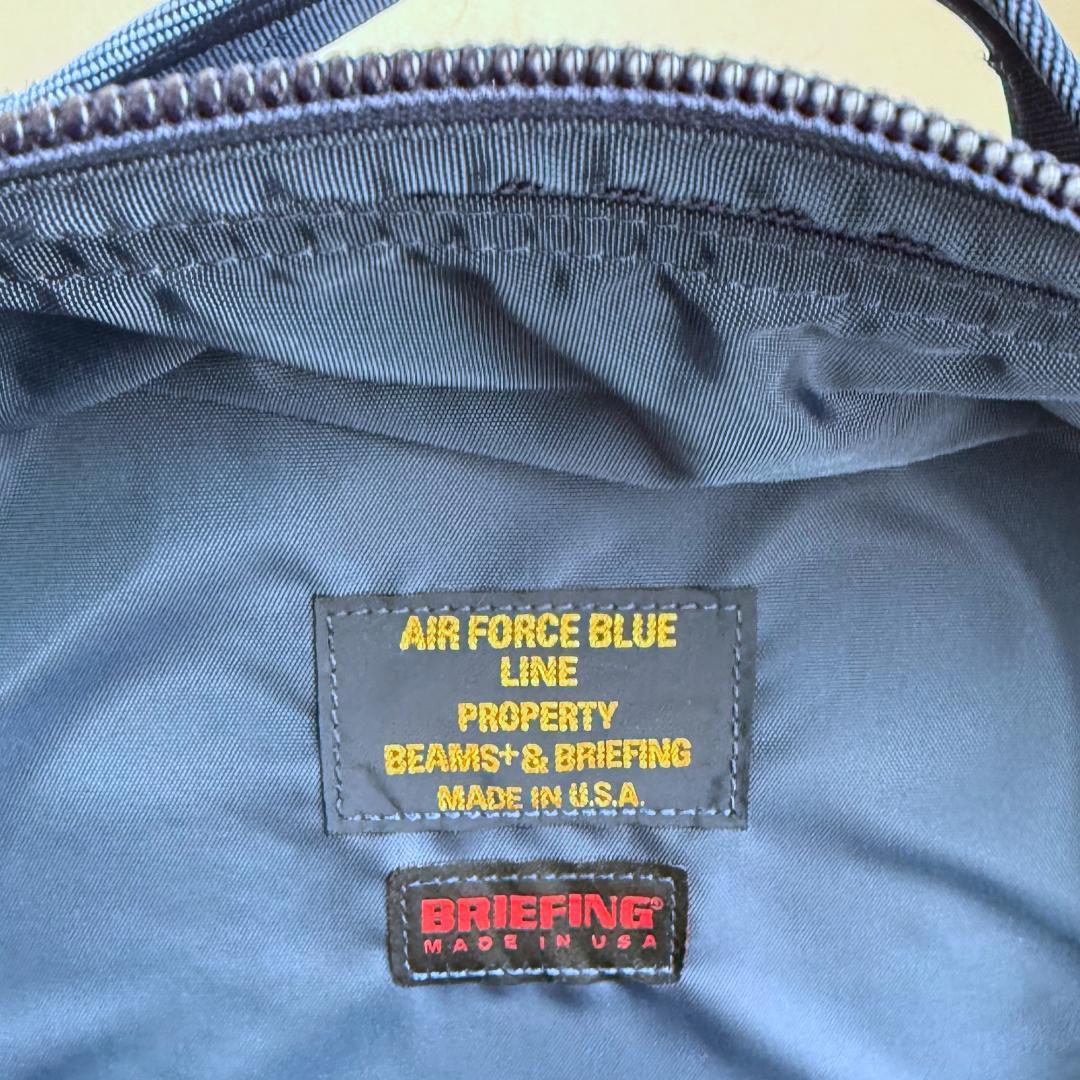 AIR FORCE BLUE
LINE
PROPERTY
BEAMS+ & BRIEFING
MADE IN U.S.A.
BRIEFING®
MADE IN USA